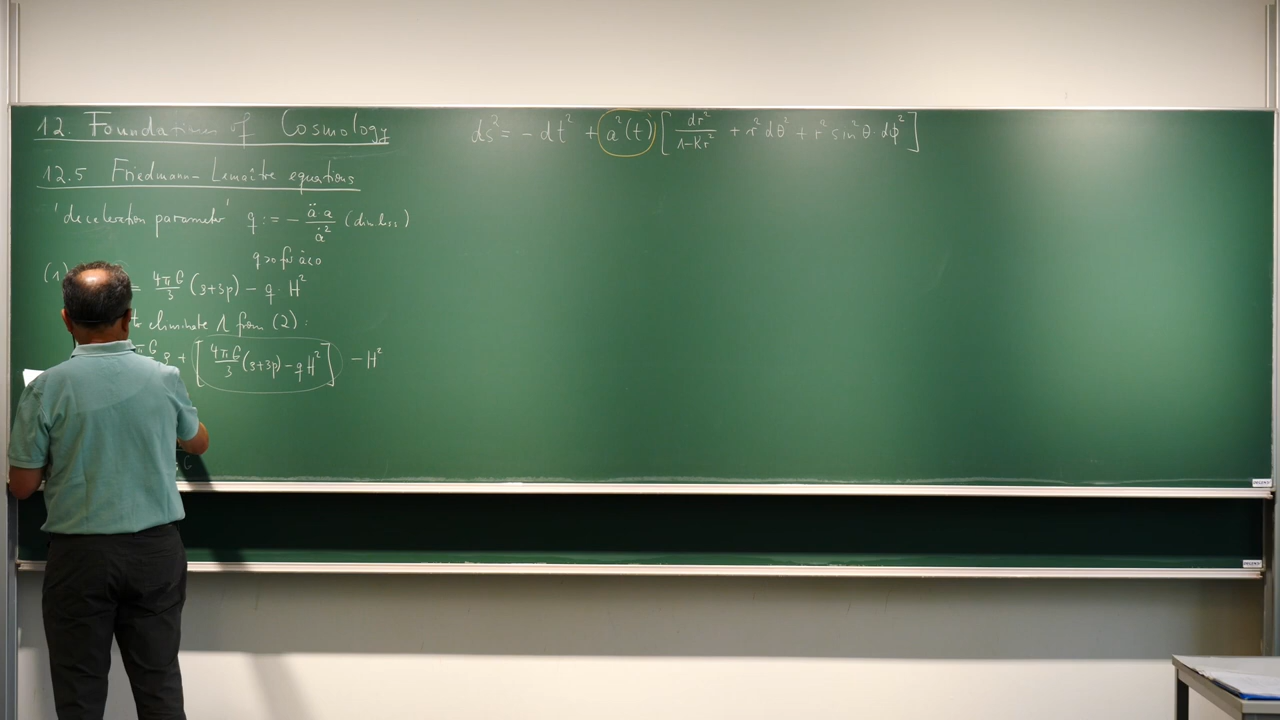 12. Foundations of Cosmology
ds² = - dt² + a²(t) [ dr²/(1-Kr²) + r² dθ² + r² sin²θ dϕ² ]
12.5 Friedmann-Lemaître equations
'deceleration parameter' q := - ä a / ȧ² (dim.less)
q>0 for ä<0
(1) = 4πG/3 (ρ+3p) - q H²
eliminate Λ from (2):
G ρ + [ 4πG/3 (ρ+3p) - q H² ] - H²